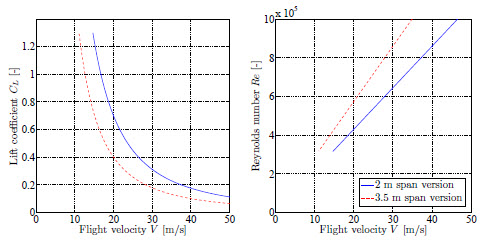 Lift coefficient C_L [-]
1.2
1
0.8
0.6
0.4
0.2
0
0 10 20 30 40 50
Flight velocity V [m/s]
Reynolds number Re [-]
x 10^5
10
8
6
4
2
0
0 10 20 30 40 50
Flight velocity V [m/s]
2 m span version
3.5 m span version